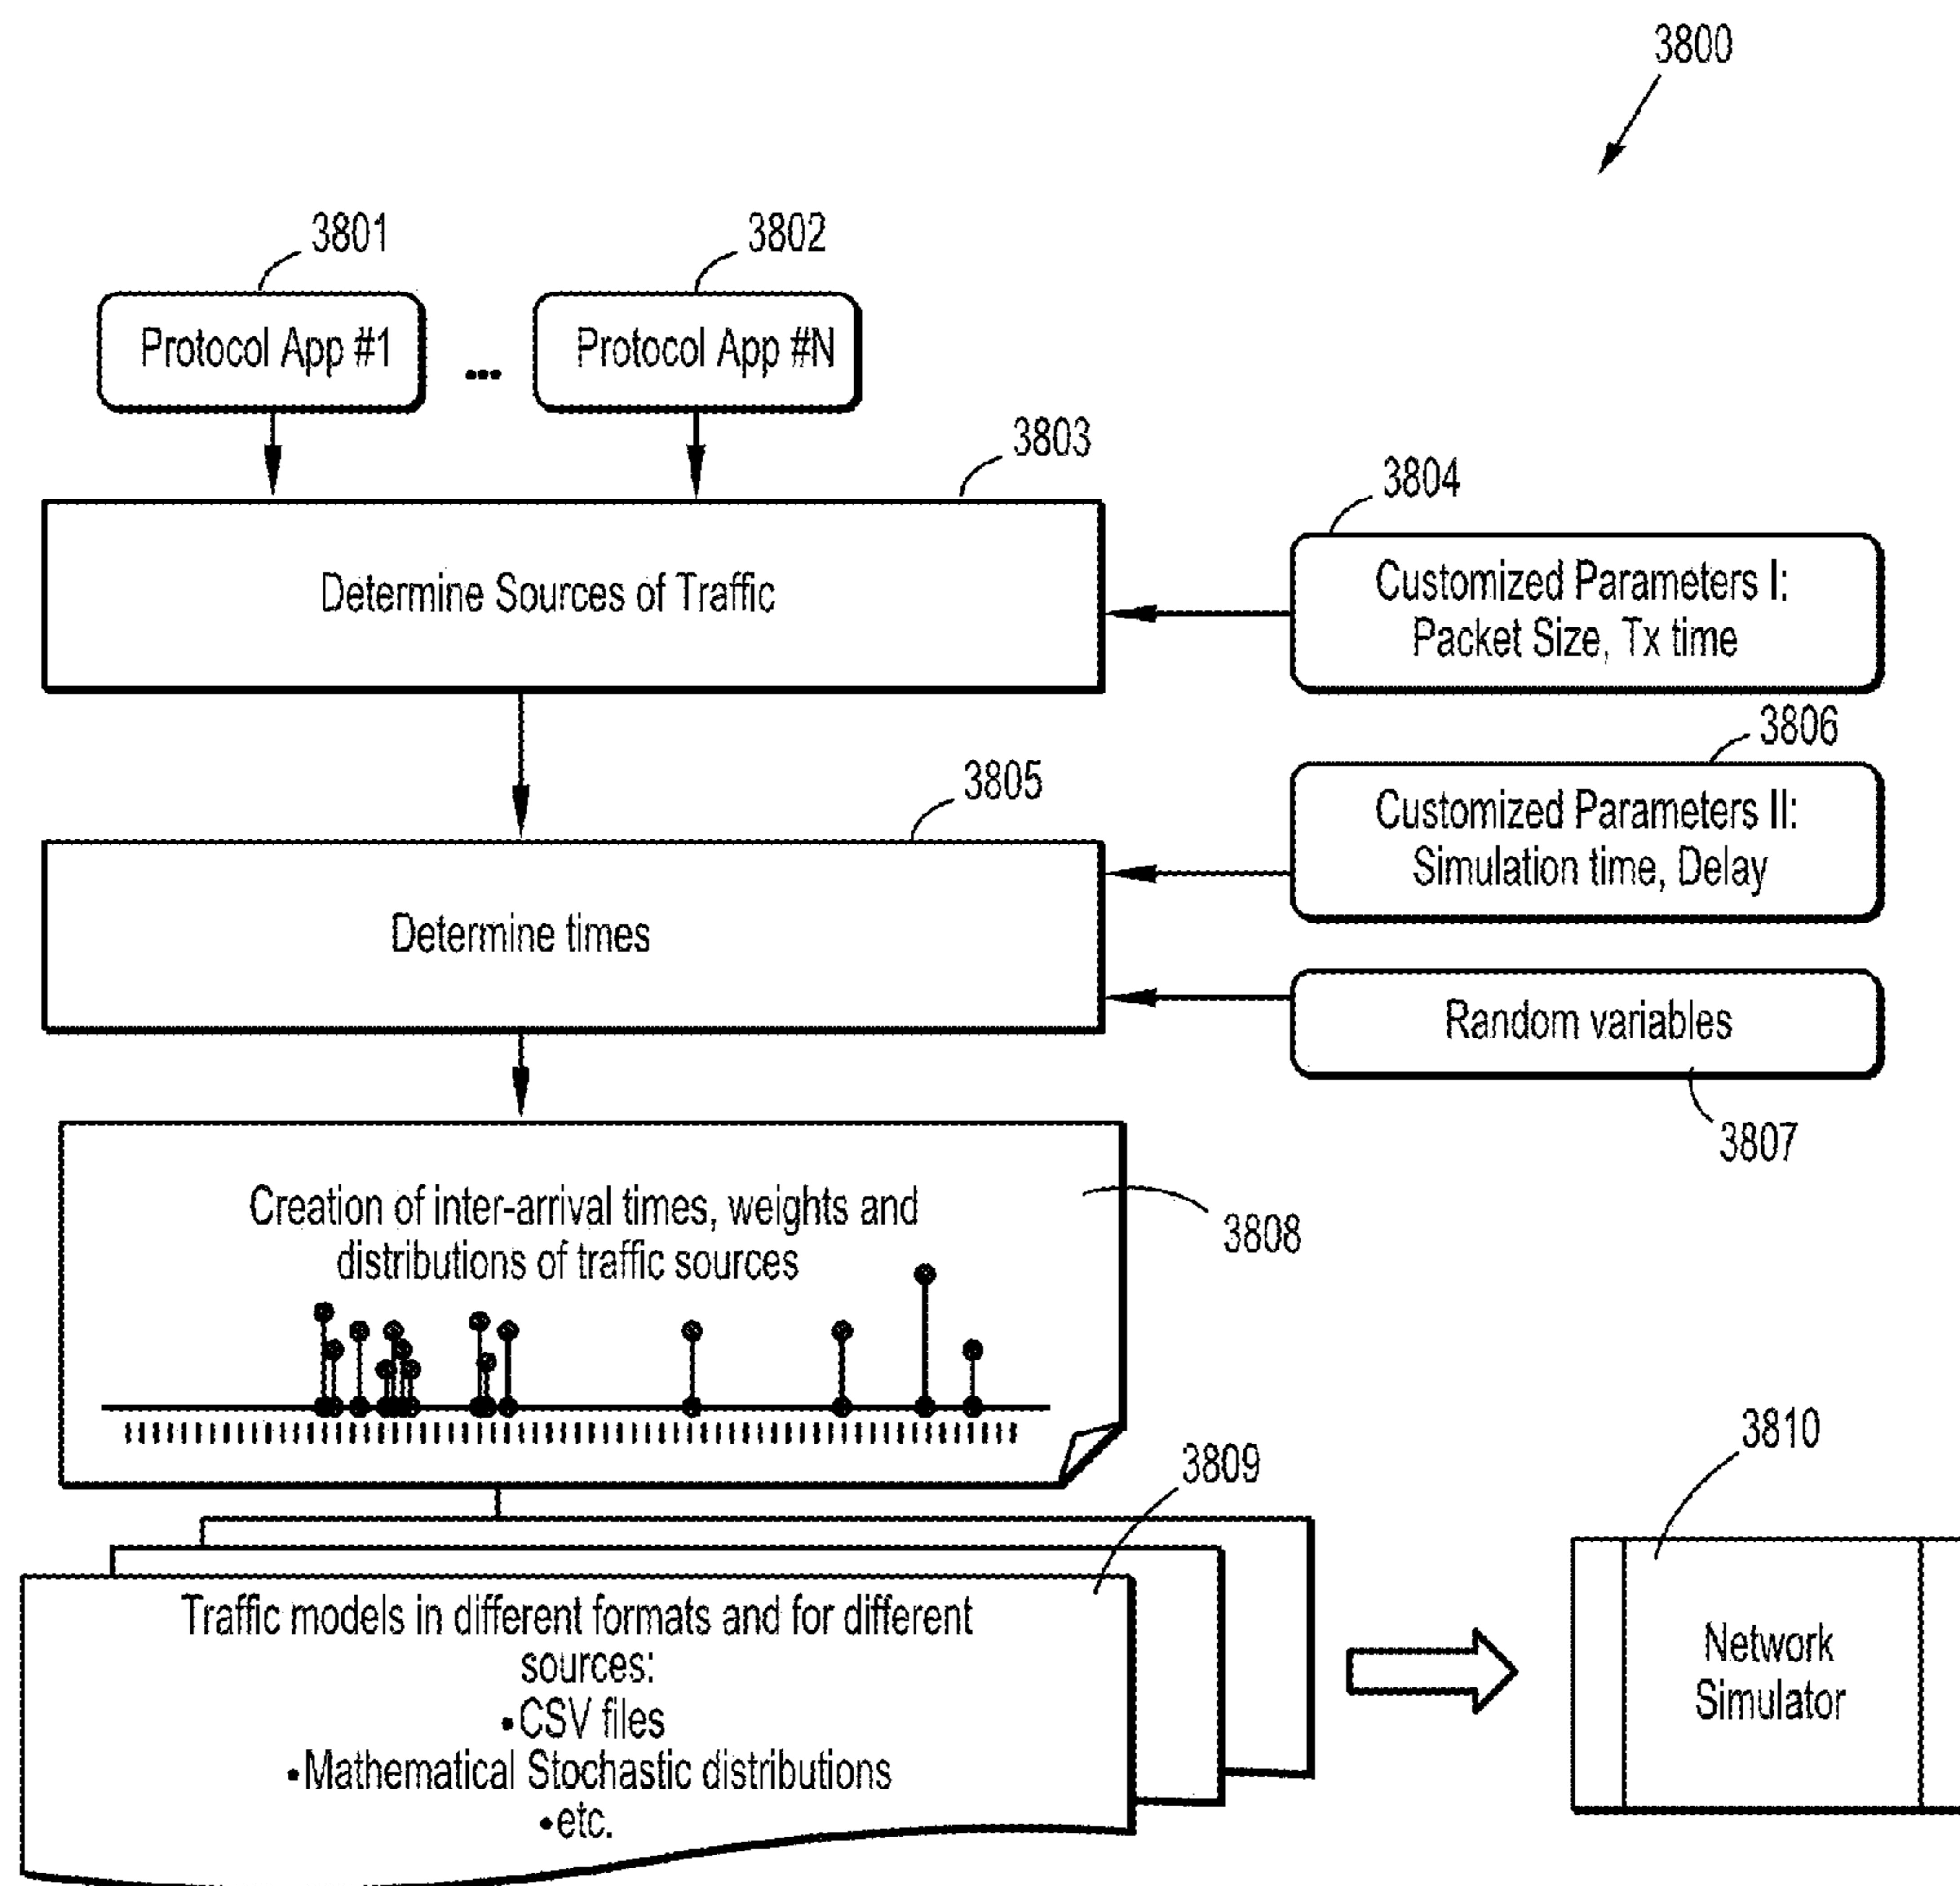 3800
3801
3802
Protocol App #1
...
Protocol App #N
3803
3804
Determine Sources of Traffic
Customized Parameters I:
Packet Size, Tx time
3806
3805
Customized Parameters II:
Simulation time, Delay
Determine times
Random variables
3807
Creation of inter-arrival times, weights and
distributions of traffic sources
3808
3810
3809
Traffic models in different formats and for different
sources:
•CSV files
•Mathematical Stochastic distributions
•etc.
Network
Simulator